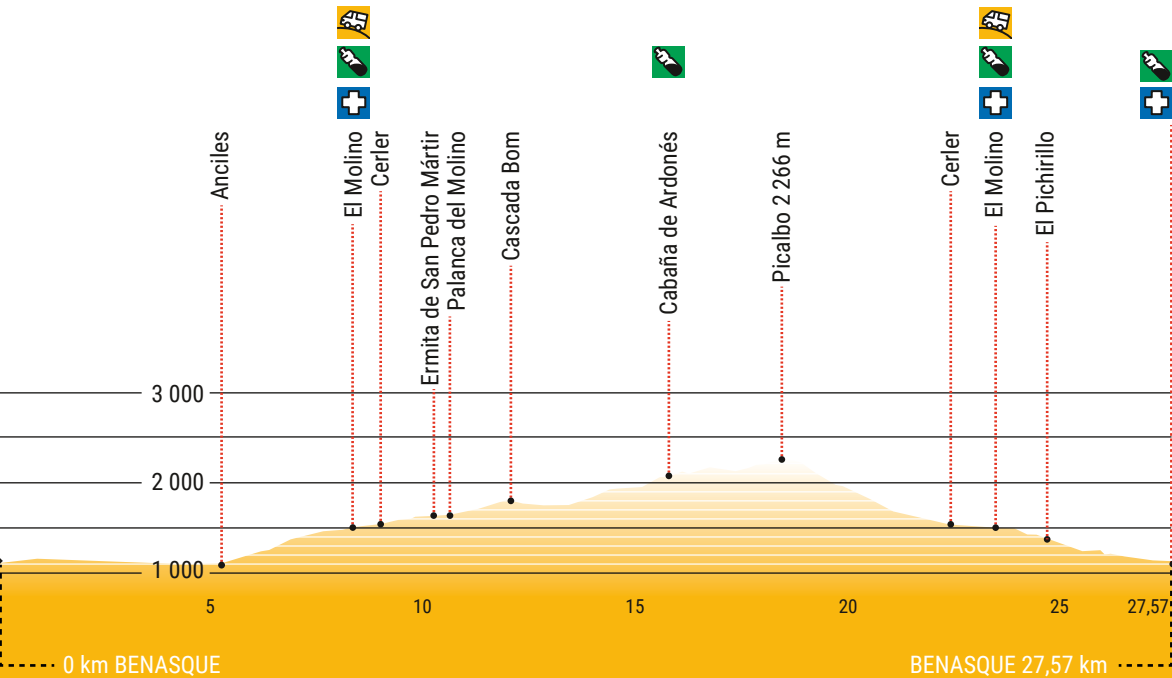 Anciles
El Molino
Cerler
Ermita de San Pedro Mártir
Palanca del Molino
Cascada Bom
Cabaña de Ardonés
Picalbo 2 266 m
Cerler
El Molino
El Pichirillo
3 000
2 000
1 000
5
10
15
20
25
27,57
0 km BENASQUE
BENASQUE 27,57 km